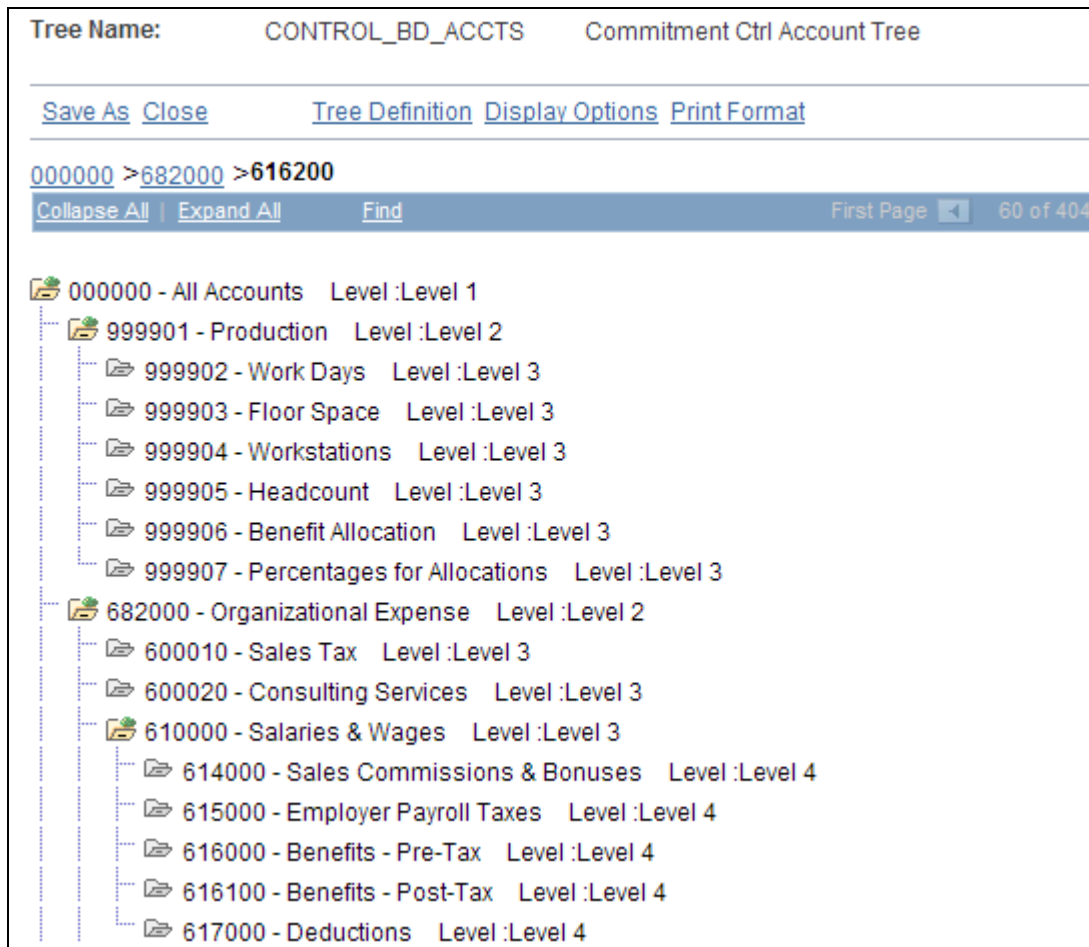 Tree Name: CONTROL_BD_ACCTS Commitment Ctrl Account Tree
Save As Close Tree Definition Display Options Print Format
000000 >682000 >616200
Collapse All | Expand All Find First Page 60 of 404
000000 - All Accounts Level :Level 1
999901 - Production Level :Level 2
999902 - Work Days Level :Level 3
999903 - Floor Space Level :Level 3
999904 - Workstations Level :Level 3
999905 - Headcount Level :Level 3
999906 - Benefit Allocation Level :Level 3
999907 - Percentages for Allocations Level :Level 3
682000 - Organizational Expense Level :Level 2
600010 - Sales Tax Level :Level 3
600020 - Consulting Services Level :Level 3
610000 - Salaries & Wages Level :Level 3
614000 - Sales Commissions & Bonuses Level :Level 4
615000 - Employer Payroll Taxes Level :Level 4
616000 - Benefits - Pre-Tax Level :Level 4
616100 - Benefits - Post-Tax Level :Level 4
617000 - Deductions Level :Level 4